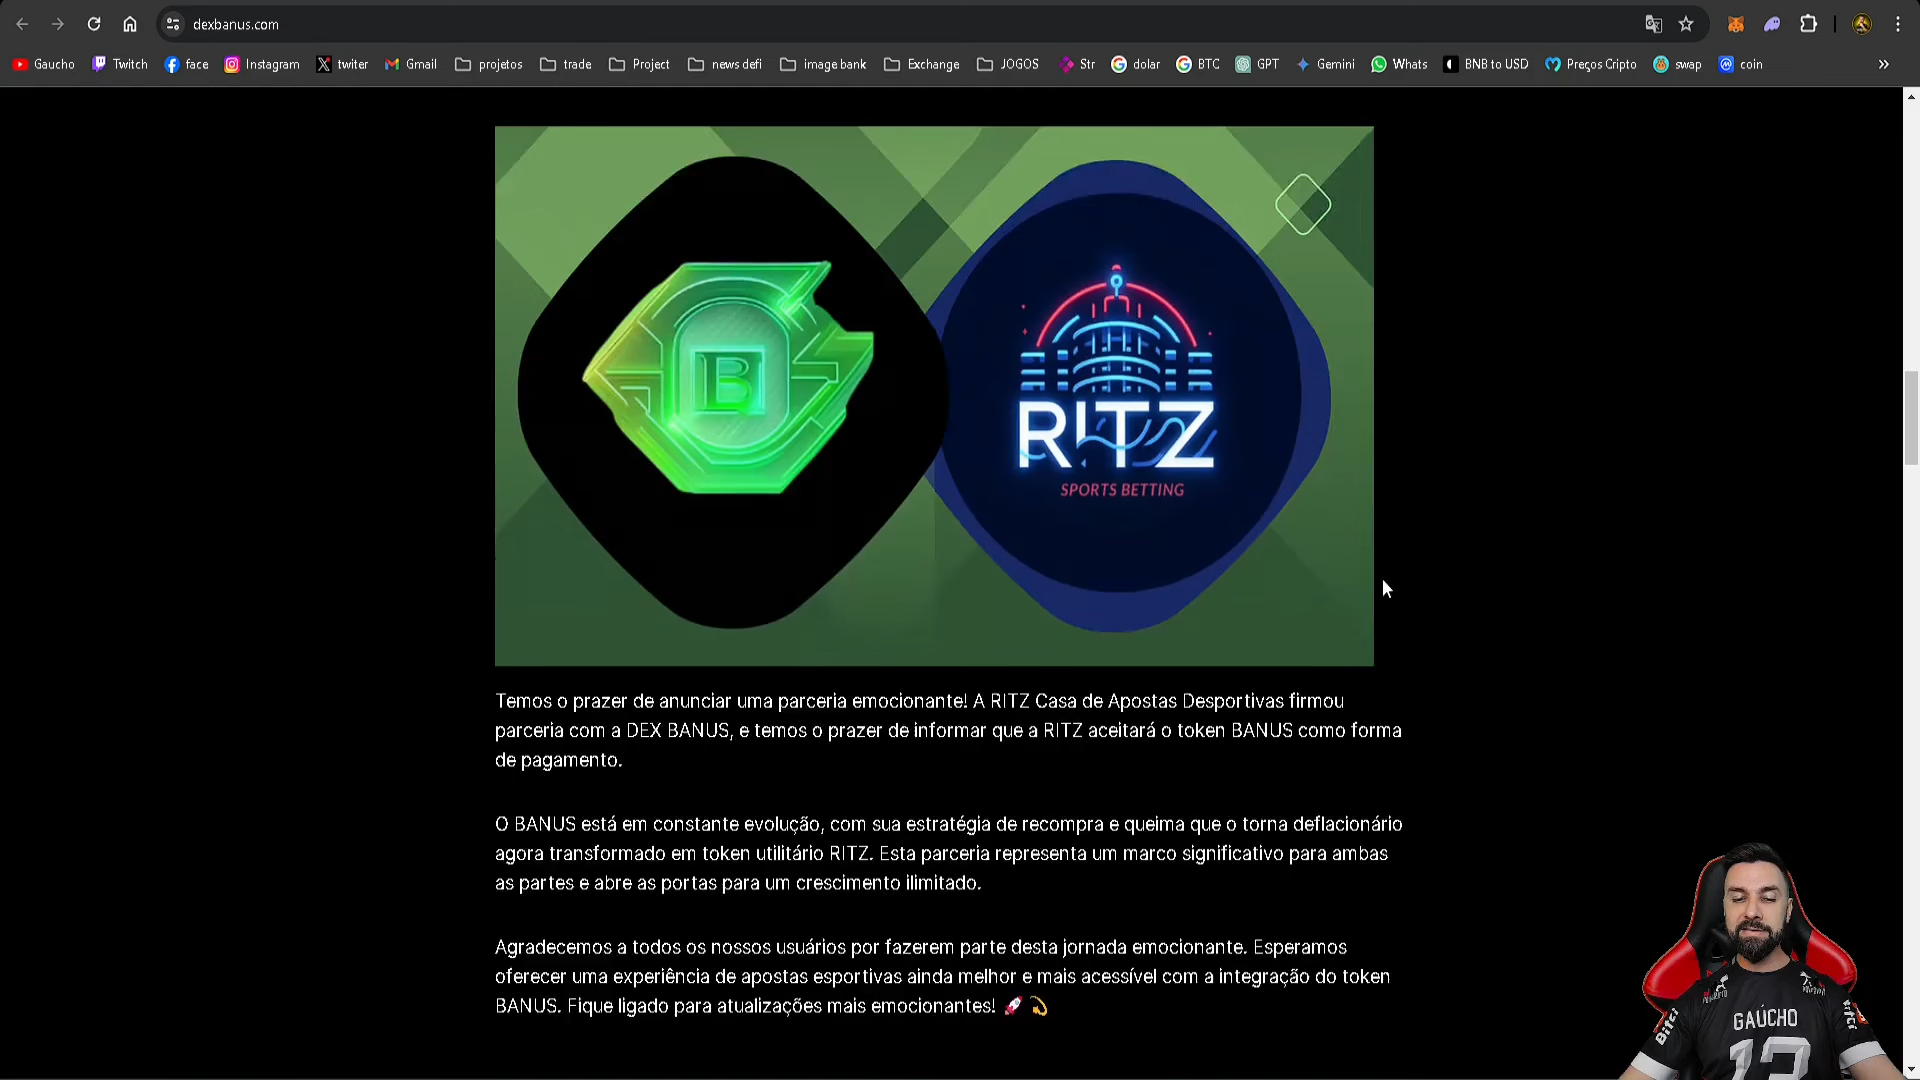 dexbanus.com
Gaucho Twitch face Instagram twiter Gmail projetos trade Project news defi image bank Exchange JOGOS Str dolar BTC GPT Gemini Whats BNB to USD Preços Cripto swap coin »
B
RITZ
SPORTS BETTING
Temos o prazer de anunciar uma parceria emocionante! A RITZ Casa de Apostas Desportivas firmou
parceria com a DEX BANUS, e temos o prazer de informar que a RITZ aceitará o token BANUS como forma
de pagamento.
O BANUS está em constante evolução, com sua estratégia de recompra e queima que o torna deflacionário
agora transformado em token utilitário RITZ. Esta parceria representa um marco significativo para ambas
as partes e abre as portas para um crescimento ilimitado.
Agradecemos a todos os nossos usuários por fazerem parte desta jornada emocionante. Esperamos
oferecer uma experiência de apostas esportivas ainda melhor e mais acessível com a integração do token
BANUS. Fique ligado para atualizações mais emocionantes! 🚀 💫
GAÚCHO